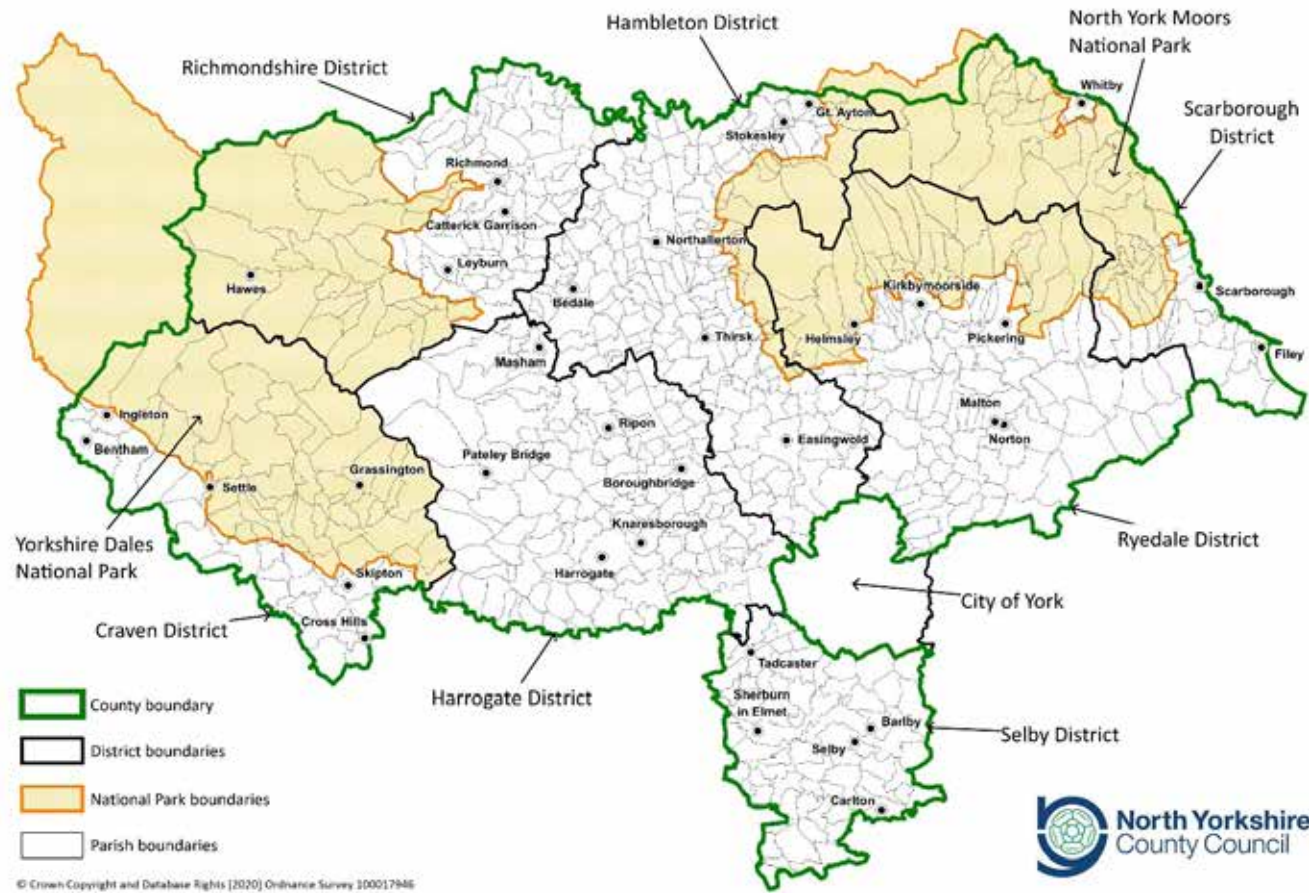 Hambleton District
North York Moors
National Park
Richmondshire District
Whitby
Scarborough
District
Gt. Ayton
Stokesley
Richmond
Catterick Garrison
Northallerton
Leyburn
Hawes
Bedale
Kirkbymoorside
Scarborough
Thirsk
Helmsley
Pickering
Masham
Filey
Ingleton
Bentham
Ripon
Malton
Norton
Easingwold
Pateley Bridge
Grassington
Settle
Boroughbridge
Knaresborough
Harrogate
Yorkshire Dales
National Park
Ryedale District
Skipton
City of York
Craven District
Cross Hills
Tadcaster
Harrogate District
Sherburn
in Elmet
Barlby
Selby
Selby District
Carlton
County boundary
District boundaries
National Park boundaries
Parish boundaries
North Yorkshire
County Council
© Crown Copyright and Database Rights [2020] Ordnance Survey 100017946